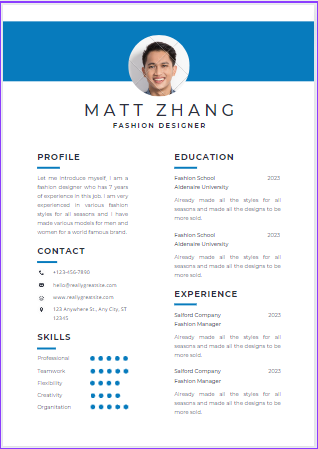 MATT ZHANG
FASHION DESIGNER
PROFILE
Let me introduce myself, I am a
fashion designer who has 7 years
of experience in this job. I am very
experienced in various fashion
styles for all seasons and I have
made various models for men and
women for a world famous brand.
CONTACT
+123-456-7890
hello@reallygreatsite.com
www.reallygreatsite.com
123 Anywhere St., Any City, ST
12345
SKILLS
Professional
Teamwork
Flexibility
Creativity
Organitation
EDUCATION
Fashion School 2023
Aldenaire University
Already made all the styles for all
seasons and made all the designs to be
more sold.
Fashion School 2023
Aldenaire University
Already made all the styles for all
seasons and made all the designs to be
more sold.
EXPERIENCE
Salford Company 2023
Fashion Manager
Already made all the styles for all
seasons and made all the designs to be
more sold.
Salford Company 2023
Fashion Manager
Already made all the styles for all
seasons and made all the designs to be
more sold.